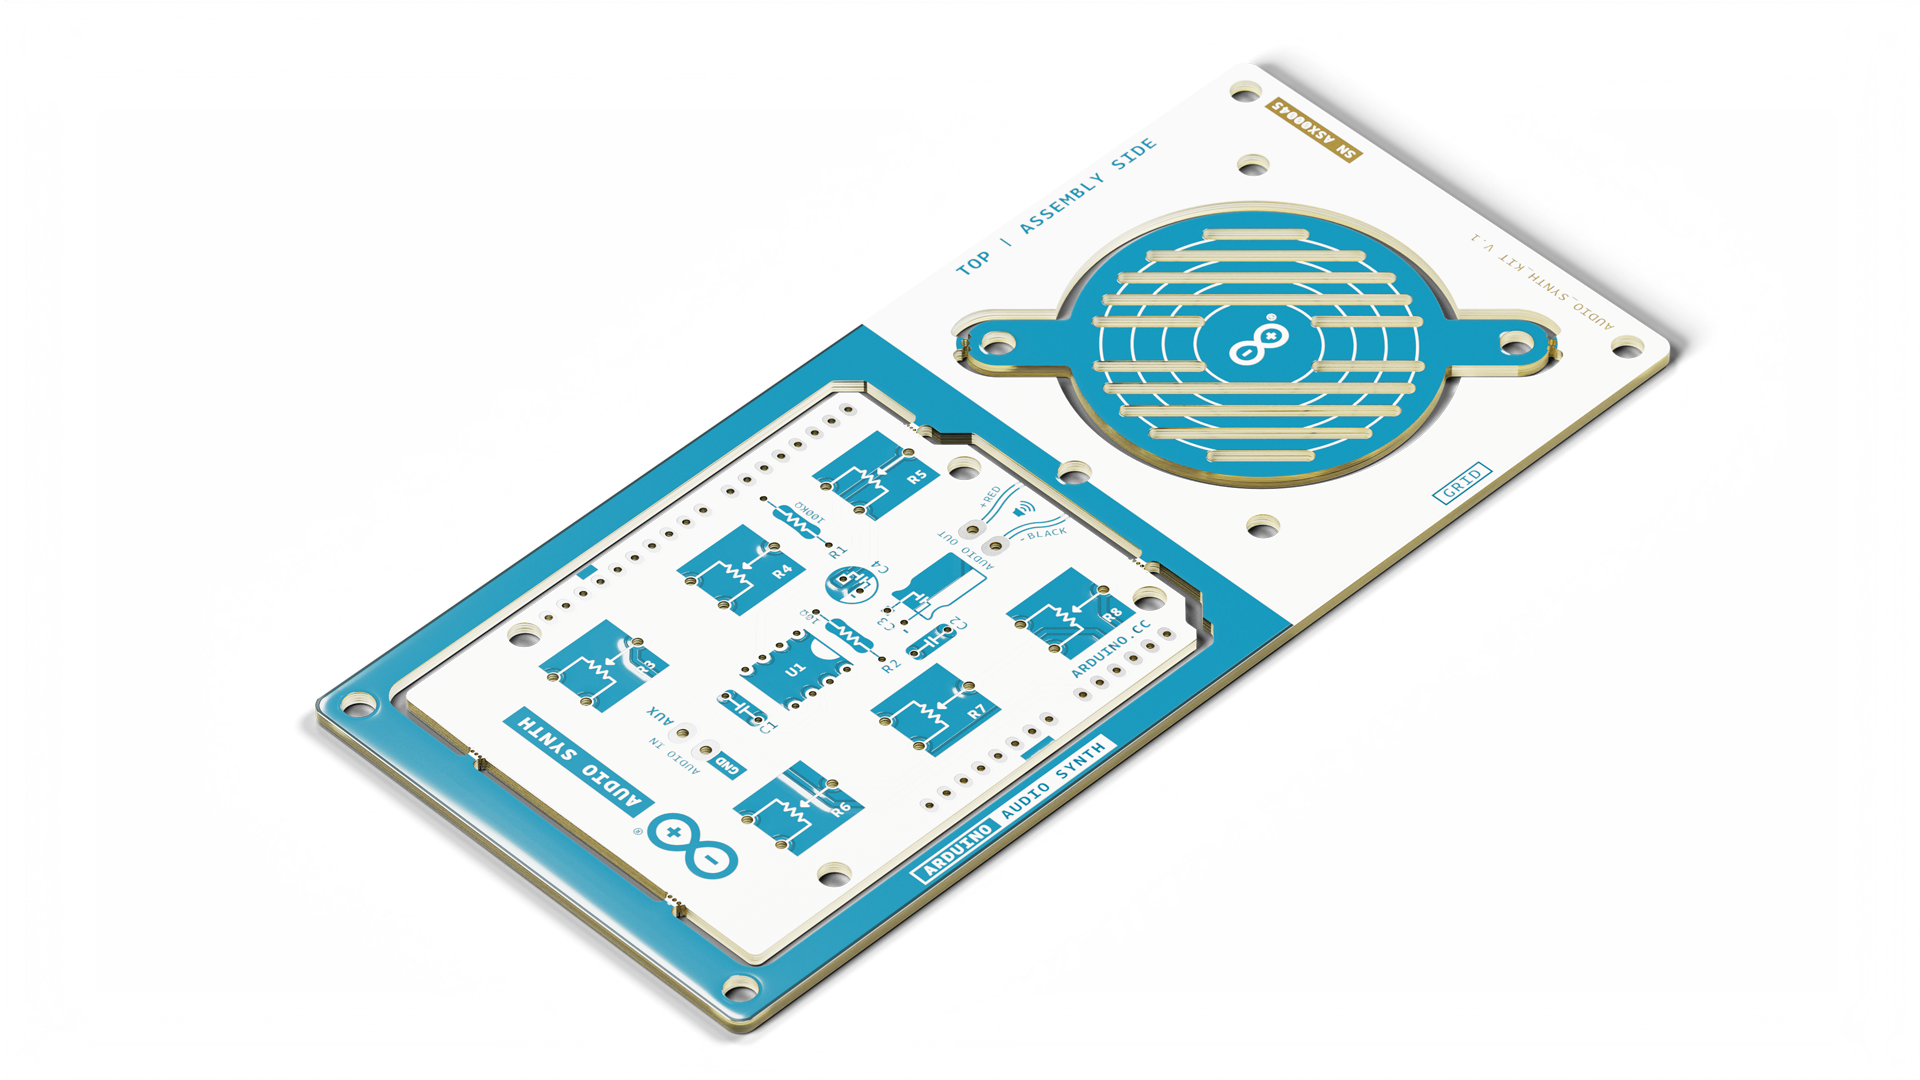 SN ASX00045
TOP | ASSEMBLY SIDE
AUDIO_SYNTH_KIT V.1
GRID
R5
+RED
-BLACK
AUDIO OUT
100KΩ
R1
R4
C4
C3
C2
10Ω
R2
R8
ARDUINO.CC
R3
U1
C1
R7
AUX
AUDIO IN
GND
R6
AUDIO SYNTH
®
ARDUINO AUDIO SYNTH